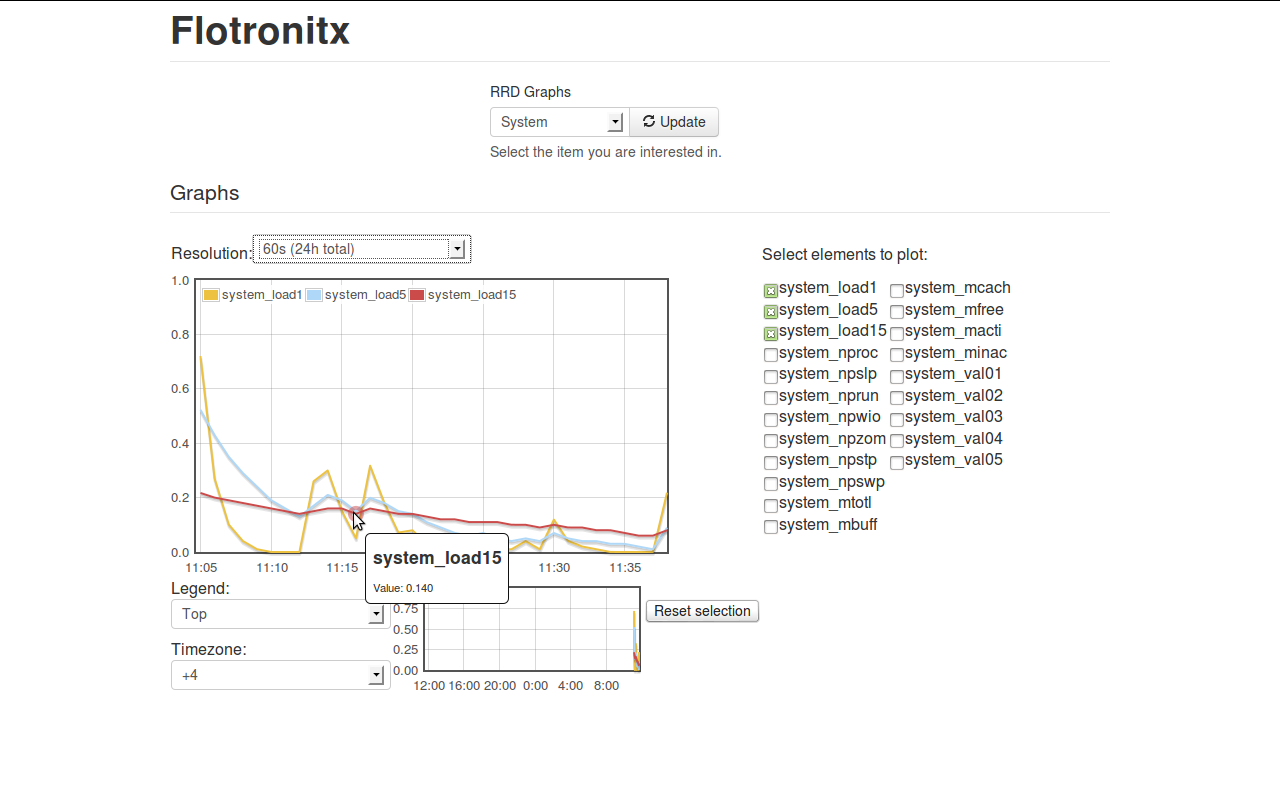 Flotronitx
RRD Graphs
System
Update
Select the item you are interested in.
Graphs
Resolution: 60s (24h total)
1.0
0.8
0.6
0.4
0.2
0.0
system_load1 system_load5 system_load15
11:05 11:10 11:15 11:30 11:35
system_load15
Value: 0.140
Legend:
Top
Timezone:
+4
0.75
0.50
0.25
0.00
12:00 16:00 20:00 0:00 4:00 8:00
Reset selection
Select elements to plot:
system_load1 system_mcach
system_load5 system_mfree
system_load15 system_macti
system_nproc system_minac
system_npslp system_val01
system_nprun system_val02
system_npwio system_val03
system_npzom system_val04
system_npstp system_val05
system_npswp
system_mtotl
system_mbuff